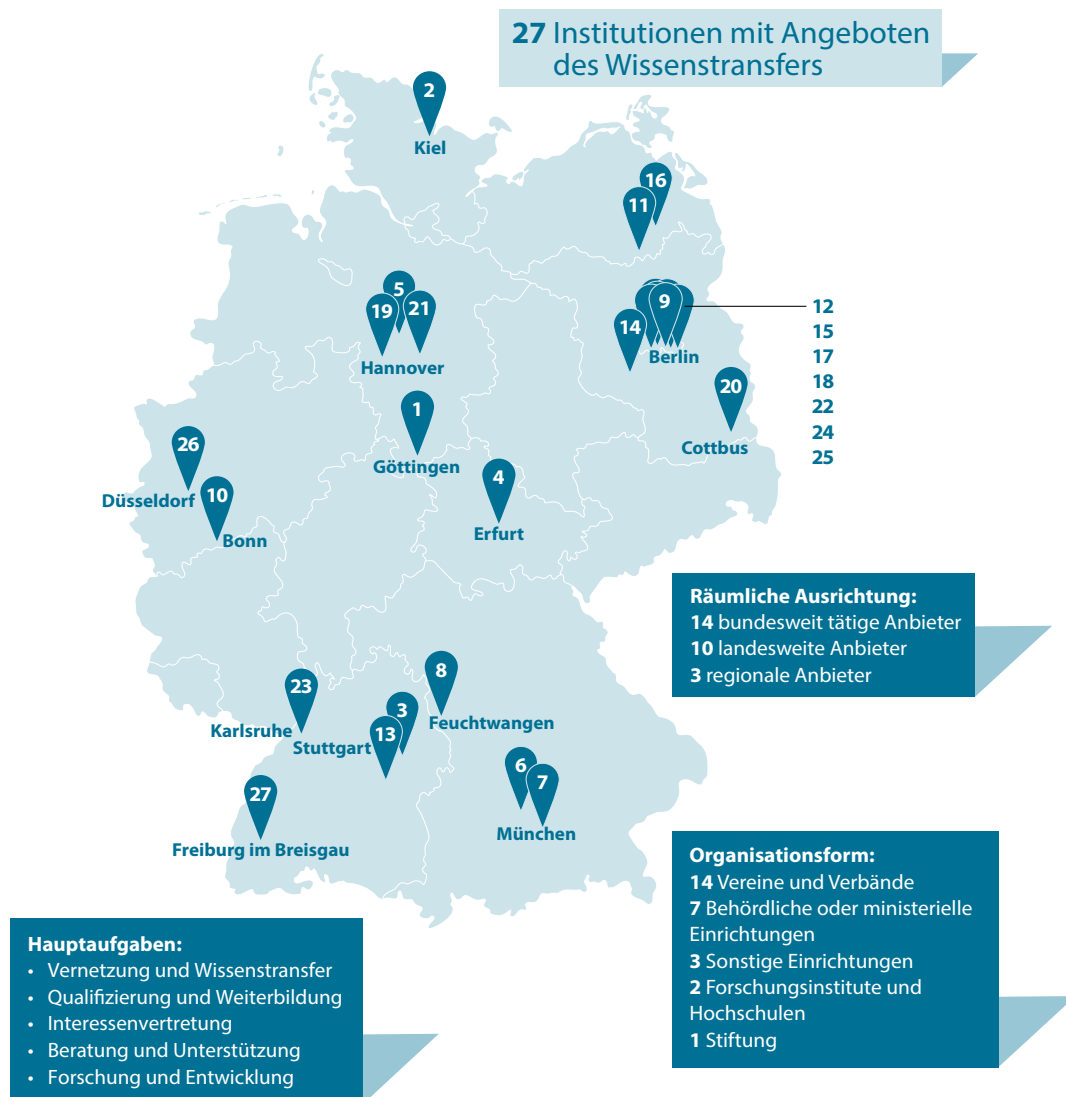 27 Institutionen mit Angeboten
des Wissenstransfers
2
Kiel
16
11
5
19
21
Hannover
9
14
Berlin
12
15
17
18
22
24
25
20
Cottbus
1
Göttingen
26
Düsseldorf
10
Bonn
4
Erfurt
Räumliche Ausrichtung:
14 bundesweit tätige Anbieter
10 landesweite Anbieter
3 regionale Anbieter
8
Feuchtwangen
23
Karlsruhe
3
13
Stuttgart
6
7
München
27
Freiburg im Breisgau
Organisationsform:
14 Vereine und Verbände
7 Behördliche oder ministerielle
Einrichtungen
3 Sonstige Einrichtungen
2 Forschungsinstitute und
Hochschulen
1 Stiftung
Hauptaufgaben:
• Vernetzung und Wissenstransfer
• Qualifizierung und Weiterbildung
• Interessenvertretung
• Beratung und Unterstützung
• Forschung und Entwicklung